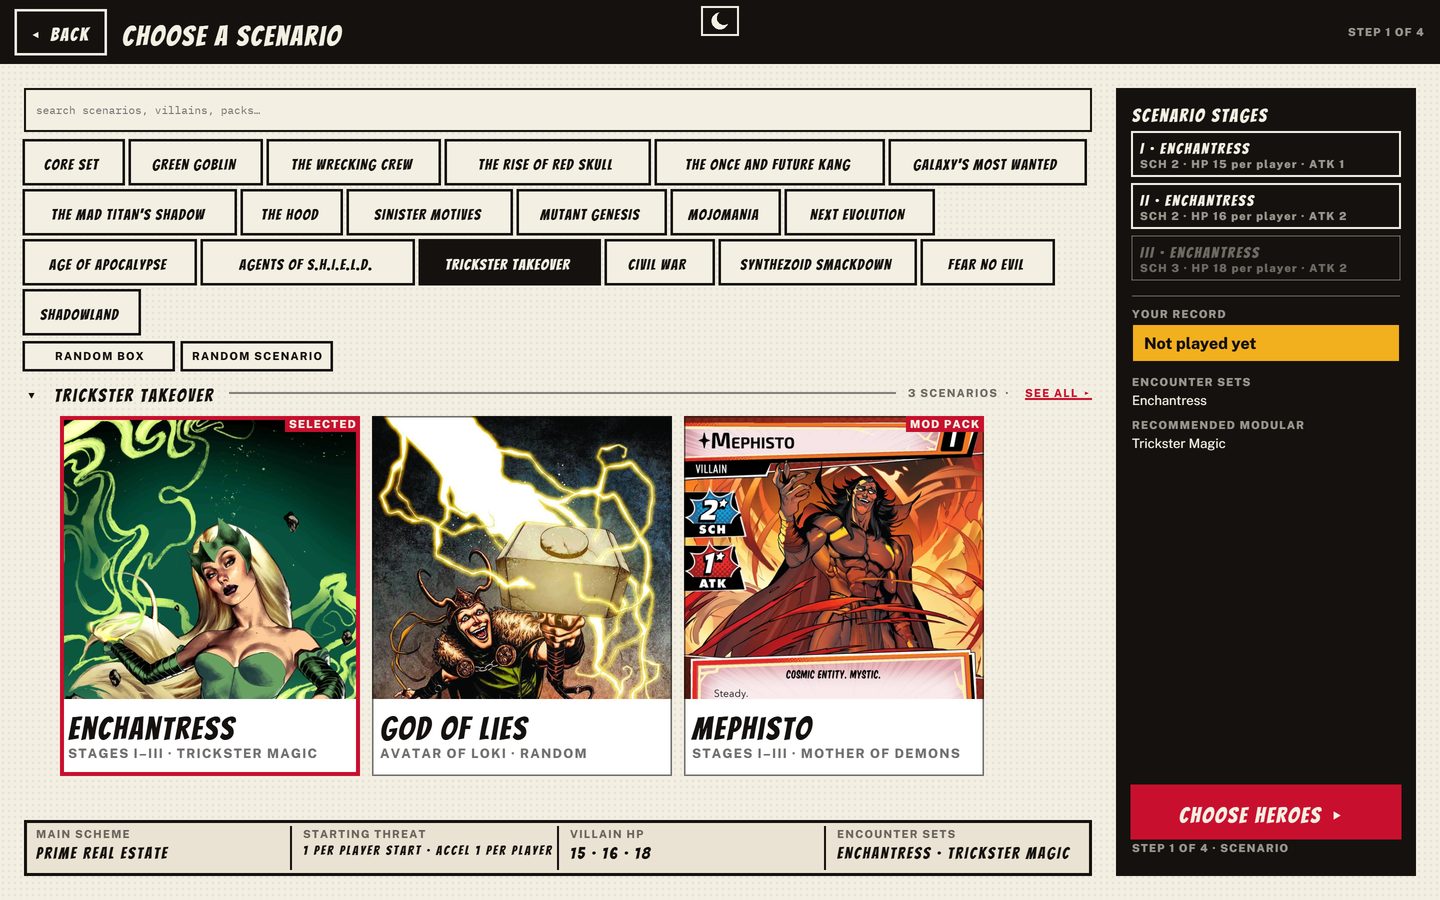 ◂ BACK
CHOOSE A SCENARIO
STEP 1 OF 4
search scenarios, villains, packs…
CORE SET
GREEN GOBLIN
THE WRECKING CREW
THE RISE OF RED SKULL
THE ONCE AND FUTURE KANG
GALAXY'S MOST WANTED
THE MAD TITAN'S SHADOW
THE HOOD
SINISTER MOTIVES
MUTANT GENESIS
MOJOMANIA
NEXT EVOLUTION
AGE OF APOCALYPSE
AGENTS OF S.H.I.E.L.D.
TRICKSTER TAKEOVER
CIVIL WAR
SYNTHEZOID SMACKDOWN
FEAR NO EVIL
SHADOWLAND
RANDOM BOX
RANDOM SCENARIO
▾ TRICKSTER TAKEOVER
3 SCENARIOS ·
SEE ALL ▸
SELECTED
ENCHANTRESS
STAGES I–III · TRICKSTER MAGIC
GOD OF LIES
AVATAR OF LOKI · RANDOM
MOD PACK
MEPHISTO
VILLAIN
2
SCH
1
ATK
COSMIC ENTITY. MYSTIC.
Steady.
MEPHISTO
STAGES I–III · MOTHER OF DEMONS
MAIN SCHEME
PRIME REAL ESTATE
STARTING THREAT
1 PER PLAYER START · ACCEL 1 PER PLAYER
VILLAIN HP
15 · 16 · 18
ENCOUNTER SETS
ENCHANTRESS · TRICKSTER MAGIC
SCENARIO STAGES
I · ENCHANTRESS
SCH 2 · HP 15 per player · ATK 1
II · ENCHANTRESS
SCH 2 · HP 16 per player · ATK 2
III · ENCHANTRESS
SCH 3 · HP 18 per player · ATK 2
YOUR RECORD
Not played yet
ENCOUNTER SETS
Enchantress
RECOMMENDED MODULAR
Trickster Magic
CHOOSE HEROES ▸
STEP 1 OF 4 · SCENARIO